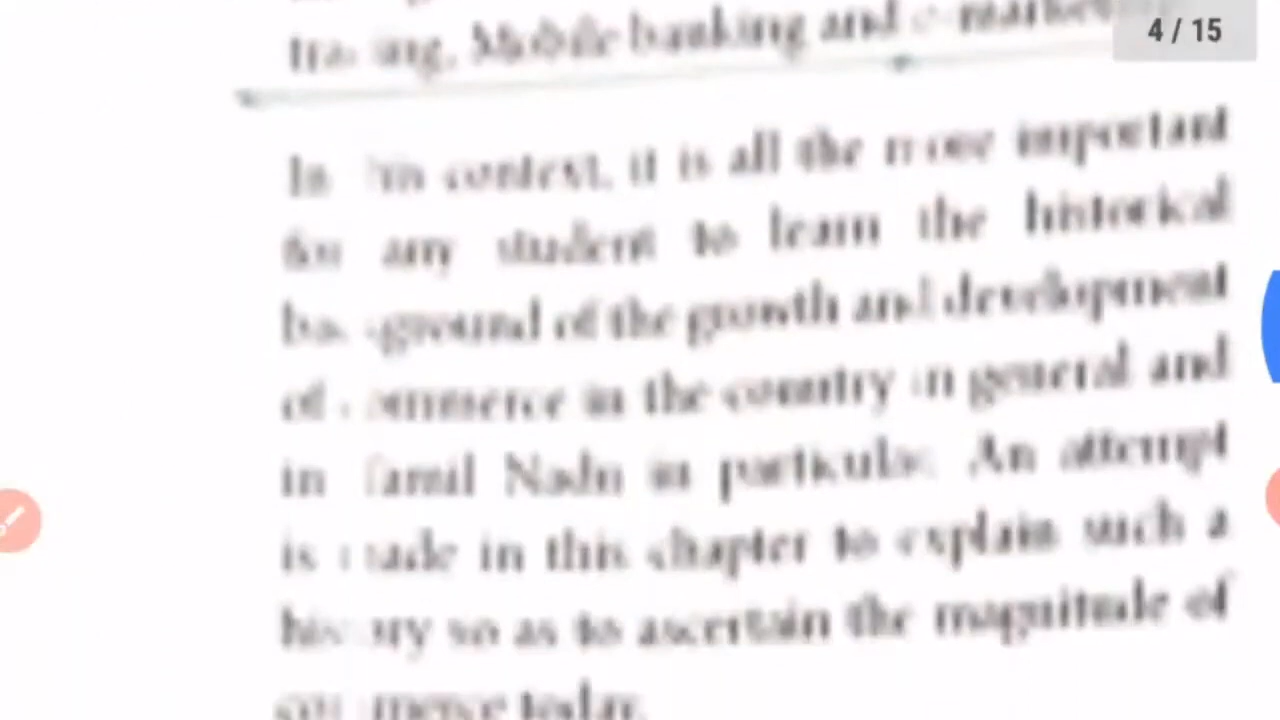 trading, Mobile banking and e-marketing
4 / 15
In this context, it is all the more important
for any student to learn the historical
background of the growth and development
of commerce in the country in general and
in Tamil Nadu in particular. An attempt
is made in this chapter to explain such a
history so as to ascertain the magnitude of
commerce today.